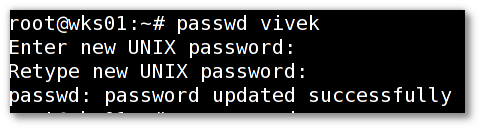 root@wks01:~# passwd vivek
Enter new UNIX password:
Retype new UNIX password:
passwd: password updated successfully